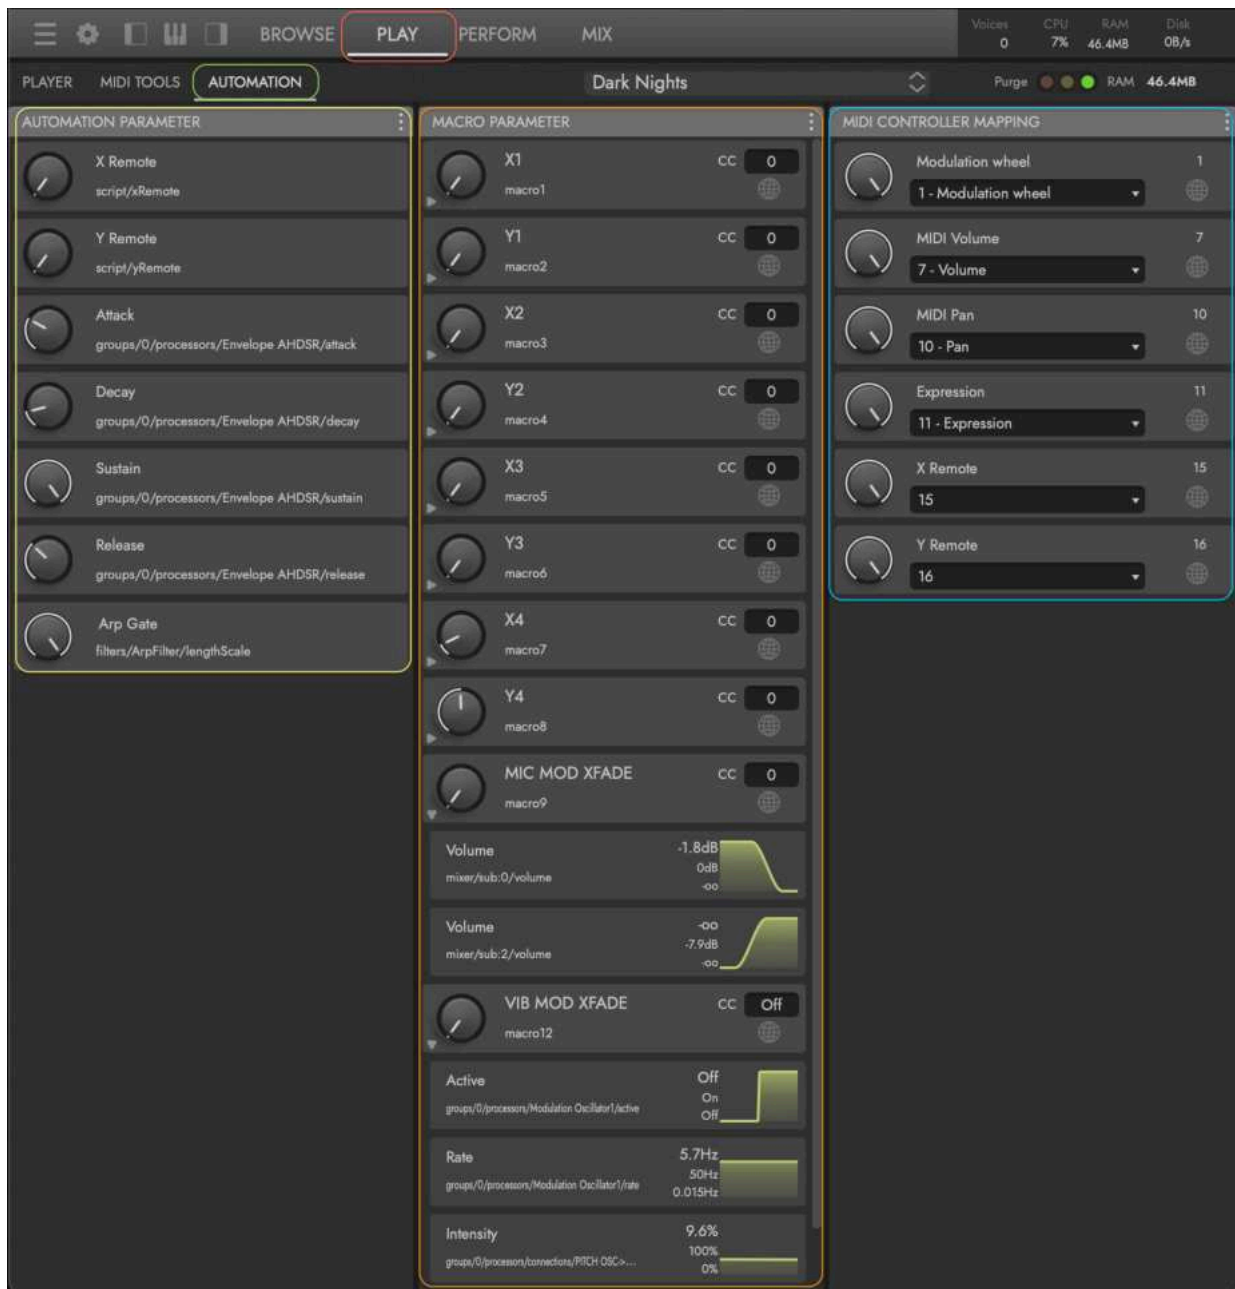 BROWSE PLAY PERFORM MIX
Voices CPU RAM Disk
0 7% 46.4MB 0B/s
PLAYER MIDI TOOLS AUTOMATION Dark Nights Purge RAM 46.4MB
AUTOMATION PARAMETER
X Remote
script/xRemote
Y Remote
script/yRemote
Attack
groups/0/processors/Envelope AHDSR/attack
Decay
groups/0/processors/Envelope AHDSR/decay
Sustain
groups/0/processors/Envelope AHDSR/sustain
Release
groups/0/processors/Envelope AHDSR/release
Arp Gate
filters/ArpFilter/lengthScale
MACRO PARAMETER
X1 CC 0
macro1
Y1 CC 0
macro2
X2 CC 0
macro3
Y2 CC 0
macro4
X3 CC 0
macro5
Y3 CC 0
macro6
X4 CC 0
macro7
Y4 CC 0
macro8
MIC MOD XFADE CC 0
macro9
Volume -1.8dB
0dB
mixer/sub:0/volume
-oo
Volume -oo
-7.9dB
mixer/sub:2/volume
-oo
VIB MOD XFADE CC Off
macro12
Active Off
On
groups/0/processors/Modulation Oscillator1/active
Off
Rate 5.7Hz
50Hz
groups/0/processors/Modulation Oscillator1/rate
0.015Hz
Intensity 9.6%
100%
groups/0/processors/connections/PITCH OSC->...
0%
MIDI CONTROLLER MAPPING
Modulation wheel 1
1 - Modulation wheel
MIDI Volume 7
7 - Volume
MIDI Pan 10
10 - Pan
Expression 11
11 - Expression
X Remote 15
15
Y Remote 16
16